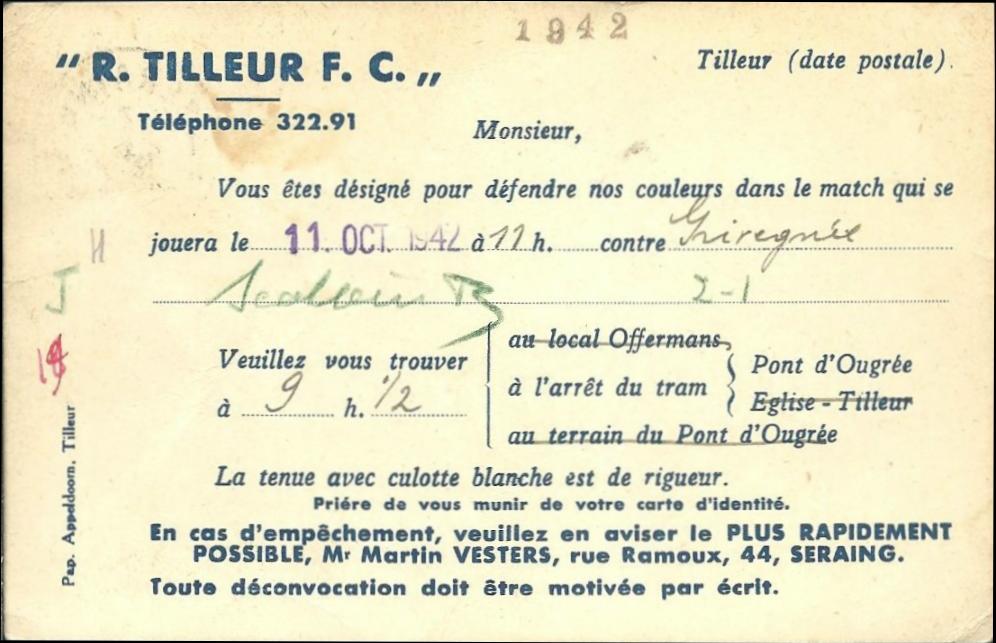 1942
„ R. TILLEUR F. C. „
Tilleur (date postale).
Téléphone 322.91
Monsieur,
Vous êtes désigné pour défendre nos couleurs dans le match qui se
jouera le 11. OCT. 1942 à 11 h. contre Grivegnée
B 2-1
Veuillez vous trouver
à 9 h. 1/2
au local Offermans,
à l'arrêt du tram { Pont d'Ougrée
Eglise - Tilleur
au terrain du Pont d'Ougrée
La tenue avec culotte blanche est de rigueur.
Priére de vous munir de votre carte d'identité.
En cas d'empêchement, veuillez en aviser le PLUS RAPIDEMENT
POSSIBLE, Mr Martin VESTERS, rue Ramoux, 44, SERAING.
Toute déconvocation doit être motivée par écrit.
H
J
Pap. Appeldoorn. Tilleur